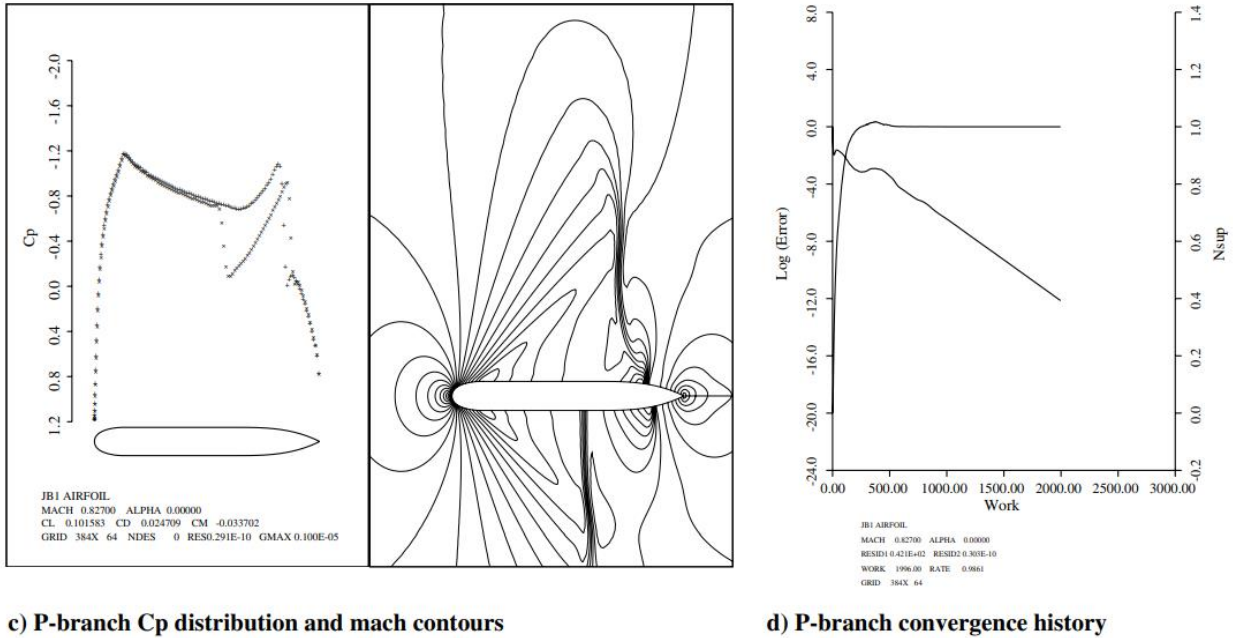 -2.0
-1.6
-1.2
-0.8
-0.4
0.0
0.4
0.8
1.2
Cp
JB1 AIRFOIL
MACH 0.82700 ALPHA 0.00000
CL 0.101583 CD 0.024709 CM -0.033702
GRID 384X 64 NDES 0 RES0.291E-10 GMAX 0.100E-05
8.0
4.0
0.0
-4.0
-8.0
-12.0
-16.0
-20.0
-24.0
Log (Error)
1.4
1.2
1.0
0.8
0.6
0.4
0.2
0.0
-0.2
Nsup
0.00 500.00 1000.00 1500.00 2000.00 2500.00 3000.00
Work
JB1 AIRFOIL
MACH 0.82700 ALPHA 0.00000
RESID1 0.421E+02 RESID2 0.303E-10
WORK 1996.00 RATE 0.9861
GRID 384X 64
c) P-branch Cp distribution and mach contours
d) P-branch convergence history